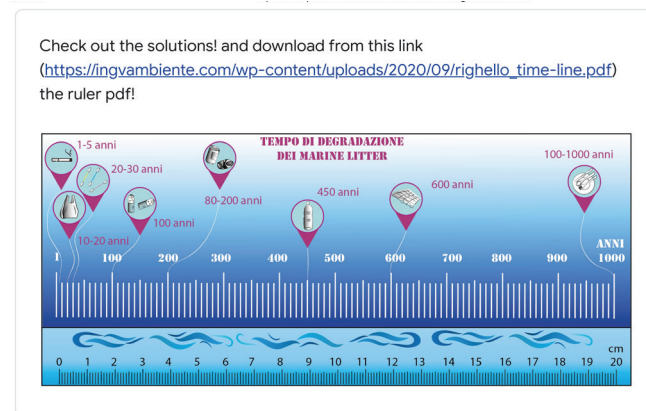 Check out the solutions! and download from this link
(https://ingvambiente.com/wp-content/uploads/2020/09/righello_time-line.pdf)
the ruler pdf!
TEMPO DI DEGRADAZIONE
DEI MARINE LITTER
1-5 anni
20-30 anni
10-20 anni
100 anni
80-200 anni
450 anni
600 anni
100-1000 anni
ANNI
1 100 200 300 400 500 600 700 800 900 1000
cm
0 1 2 3 4 5 6 7 8 9 10 11 12 13 14 15 16 17 18 19 20